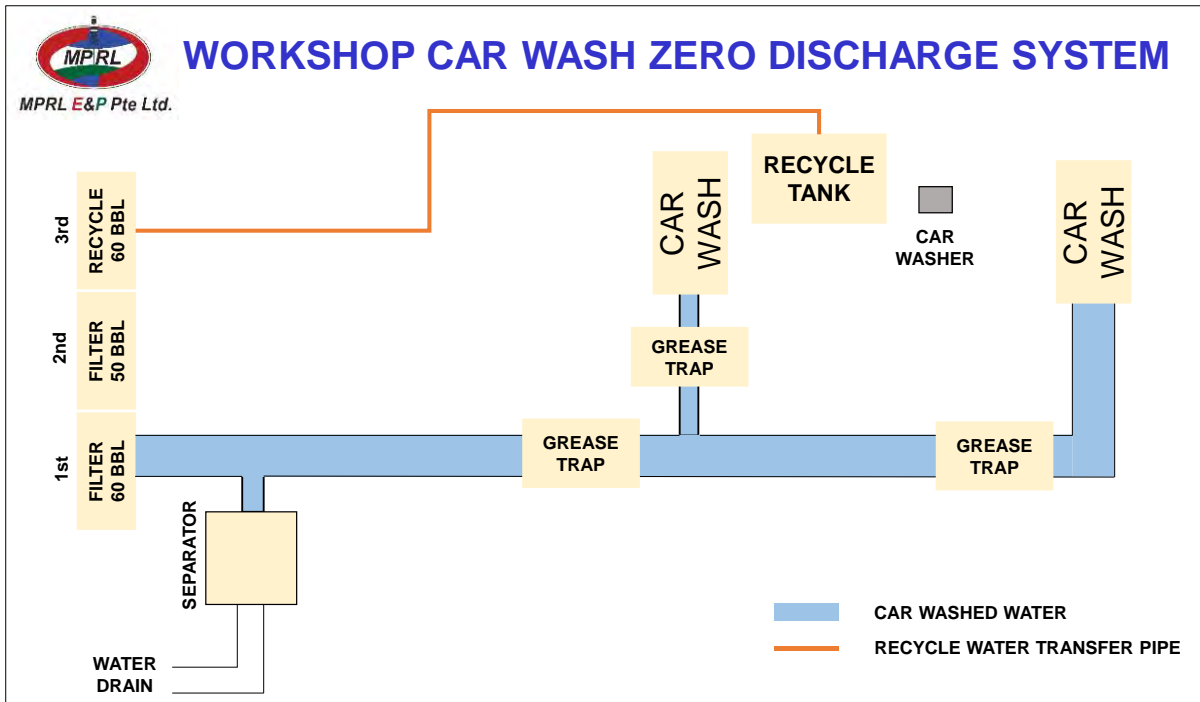 MPRL
MPRL E&P Pte Ltd.
WORKSHOP CAR WASH ZERO DISCHARGE SYSTEM
3rd
RECYCLE
60 BBL
2nd
FILTER
50 BBL
1st
FILTER
60 BBL
CAR
WASH
RECYCLE
TANK
CAR
WASHER
CAR
WASH
GREASE
TRAP
GREASE
TRAP
GREASE
TRAP
SEPARATOR
WATER
DRAIN
CAR WASHED WATER
RECYCLE WATER TRANSFER PIPE